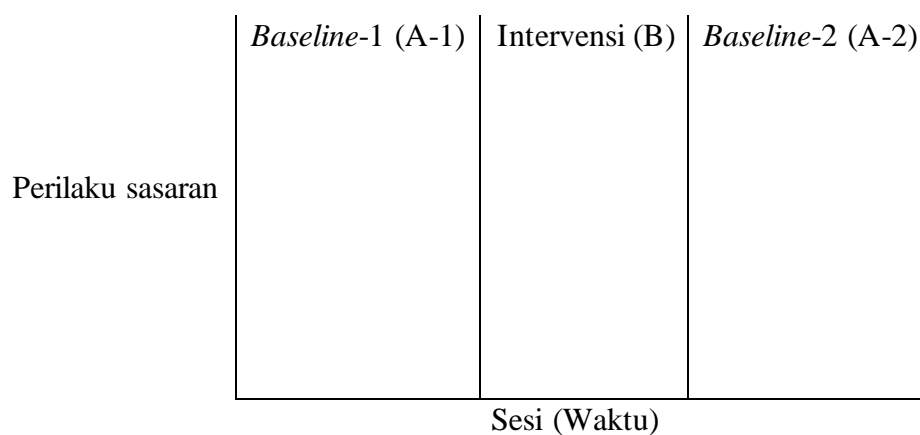 Baseline-1 (A-1) Intervensi (B) Baseline-2 (A-2)
Perilaku sasaran
Sesi (Waktu)